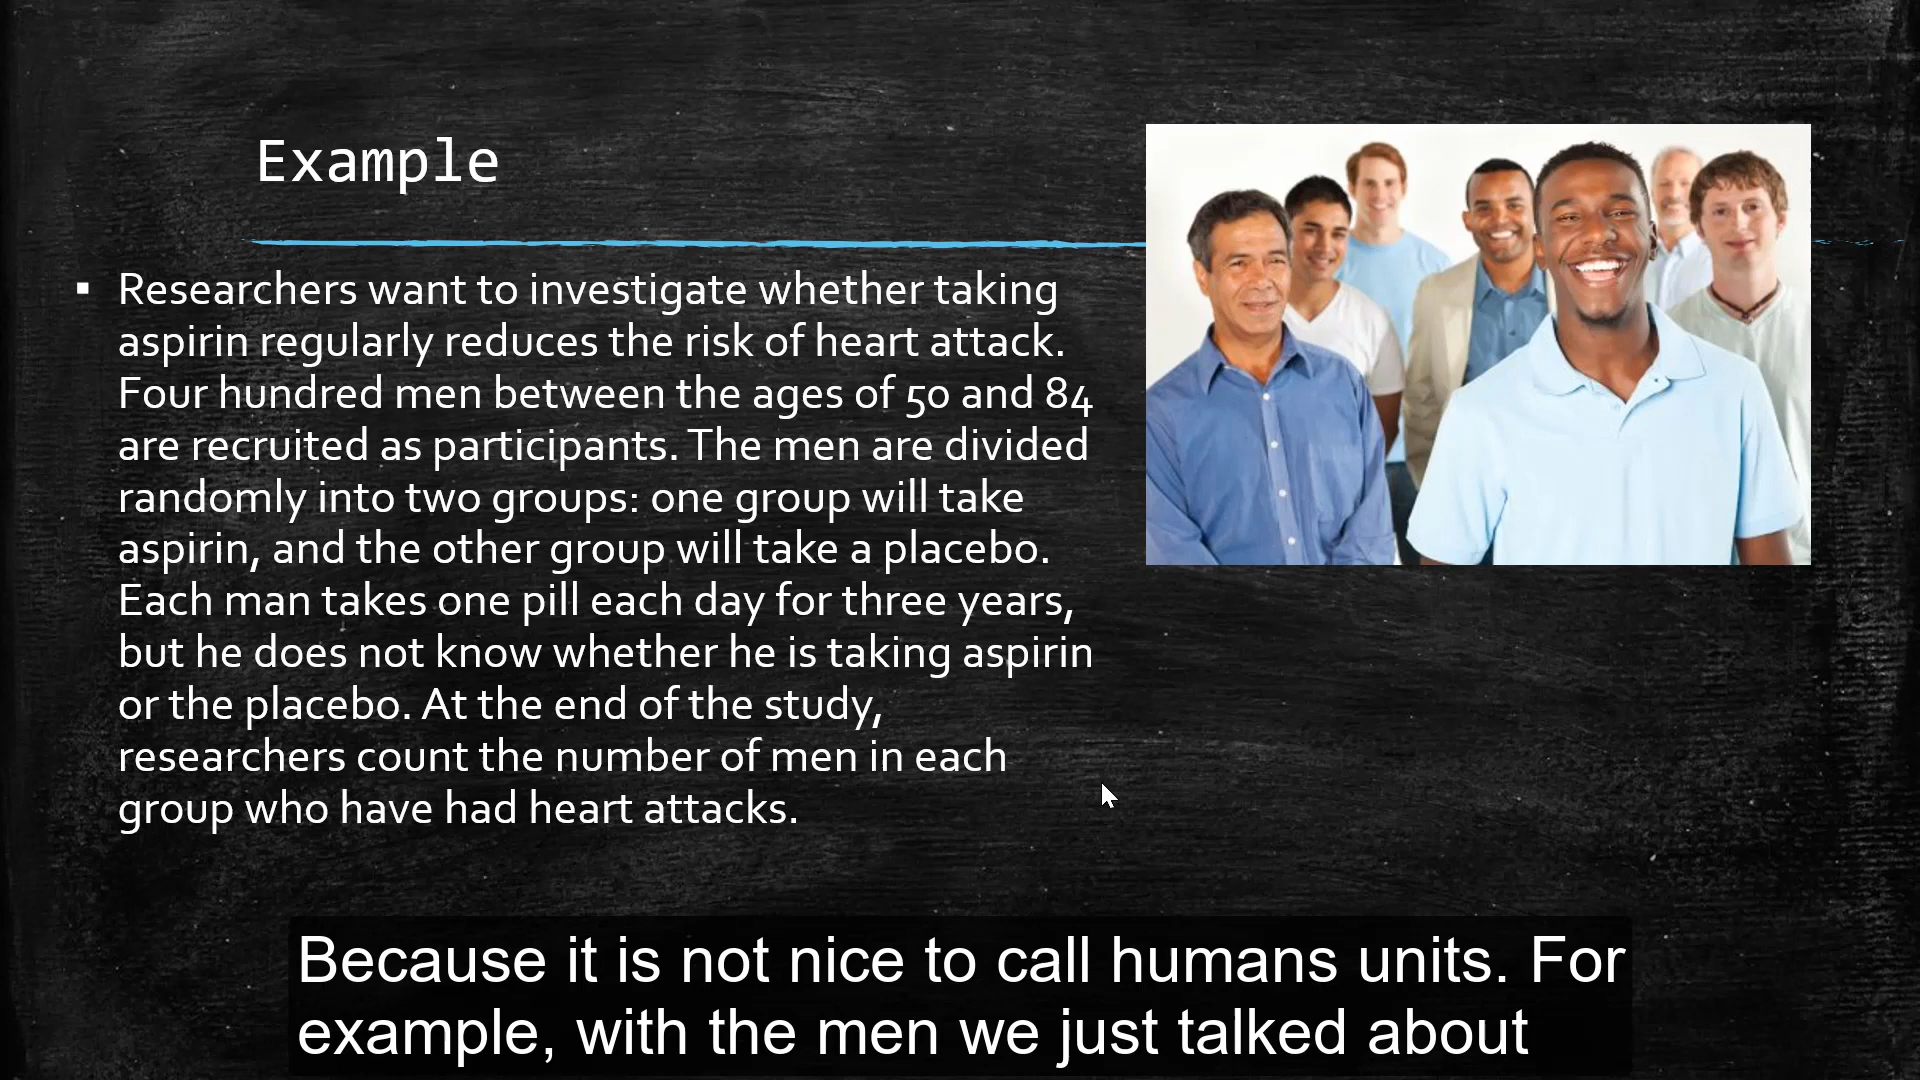 Example
▪ Researchers want to investigate whether taking
aspirin regularly reduces the risk of heart attack.
Four hundred men between the ages of 50 and 84
are recruited as participants. The men are divided
randomly into two groups: one group will take
aspirin, and the other group will take a placebo.
Each man takes one pill each day for three years,
but he does not know whether he is taking aspirin
or the placebo. At the end of the study,
researchers count the number of men in each
group who have had heart attacks.
Because it is not nice to call humans units. For
example, with the men we just talked about